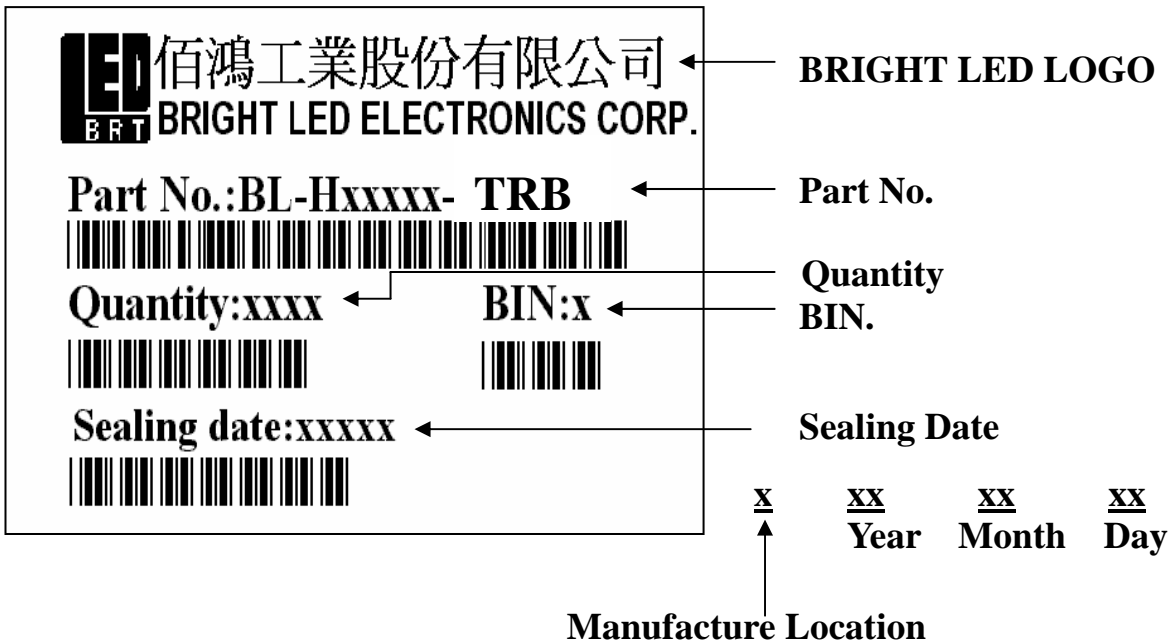 LED 佰鴻工業股份有限公司
BRT BRIGHT LED ELECTRONICS CORP.
BRIGHT LED LOGO
Part No.:BL-Hxxxxx- TRB
Part No.
Quantity:xxxx
BIN:x
Quantity
BIN.
Sealing date:xxxxx
Sealing Date
x xx xx xx
Year Month Day
Manufacture Location